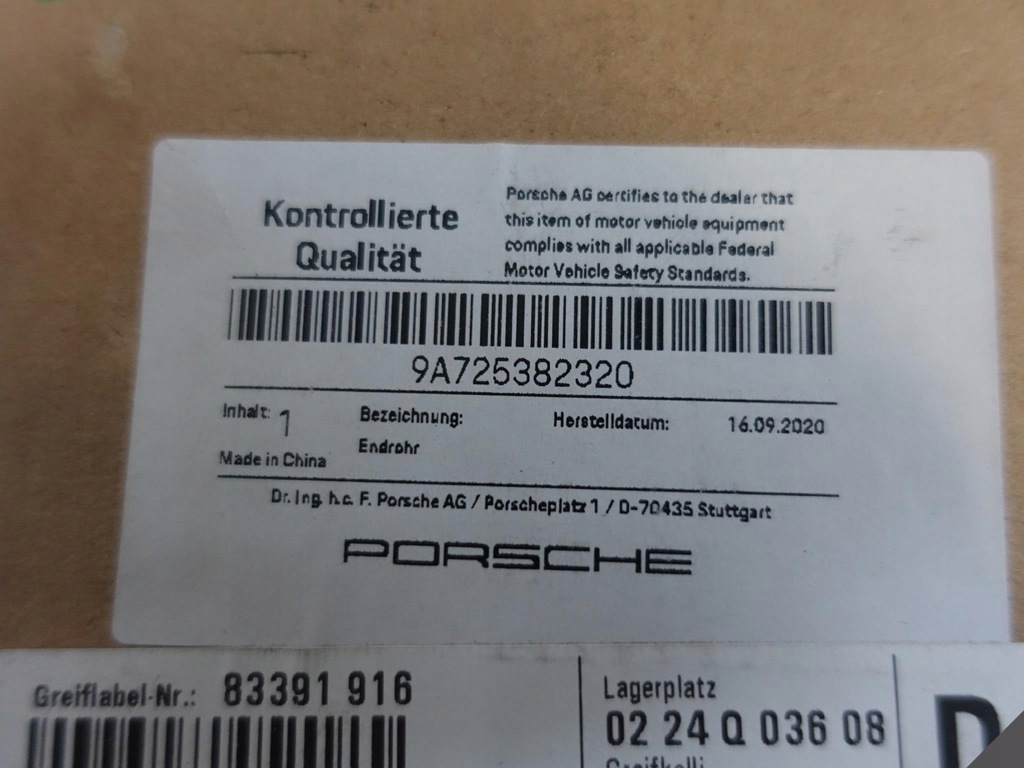 Kontrollierte
Qualität
Porsche AG certifies to the dealer that
this item of motor vehicle equipment
complies with all applicable Federal
Motor Vehicle Safety Standards.
9A725382320
Inhalt: 1
Bezeichnung:
Endrohr
Herstelldatum: 16.09.2020
Made in China
Dr. Ing. h.c. F. Porsche AG / Porscheplatz 1 / D-70435 Stuttgart
PORSCHE
Greiflabel-Nr.: 83391 916
Lagerplatz
02 24 Q 036 08